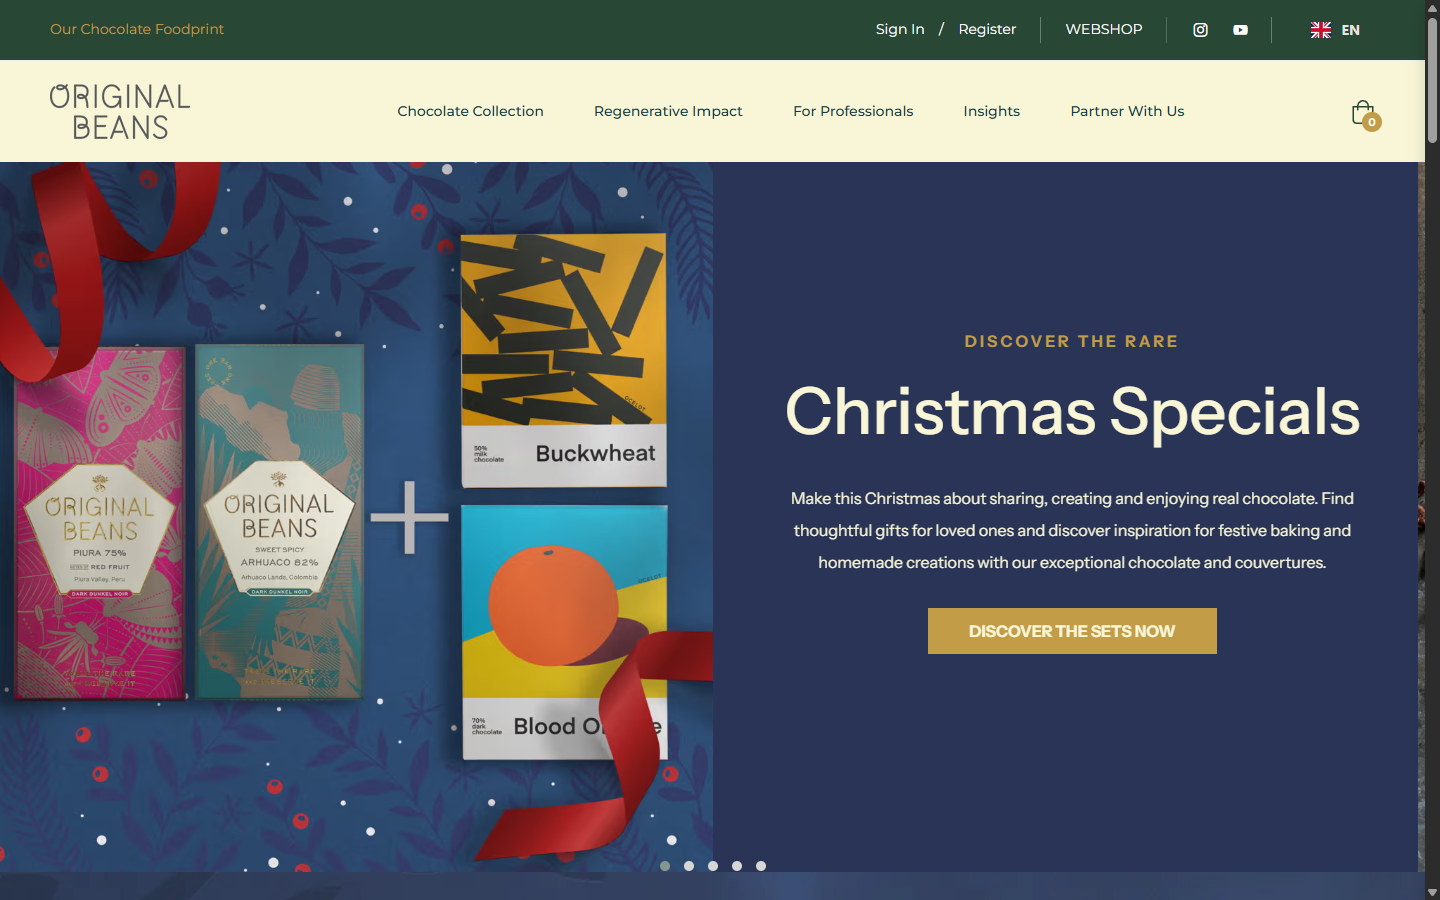 Our Chocolate Foodprint
Sign In / Register
WEBSHOP
EN
ORIGINAL
BEANS
Chocolate Collection
Regenerative Impact
For Professionals
Insights
Partner With Us
0
ORIGINAL
BEANS
PIURA 75%
RED FRUIT
Piura Valley, Peru
DARK DUNKEL NOIR
ORIGINAL
BEANS
SWEET SPICY
ARHUACO 82%
Arhuaco Lands, Colombia
DARK DUNKEL NOIR
OCELOT
50%
milk
chocolate
Buckwheat
OCELOT
70%
dark
chocolate
Blood
DISCOVER THE RARE
Christmas Specials
Make this Christmas about sharing, creating and enjoying real chocolate. Find
thoughtful gifts for loved ones and discover inspiration for festive baking and
homemade creations with our exceptional chocolate and couvertures.
DISCOVER THE SETS NOW